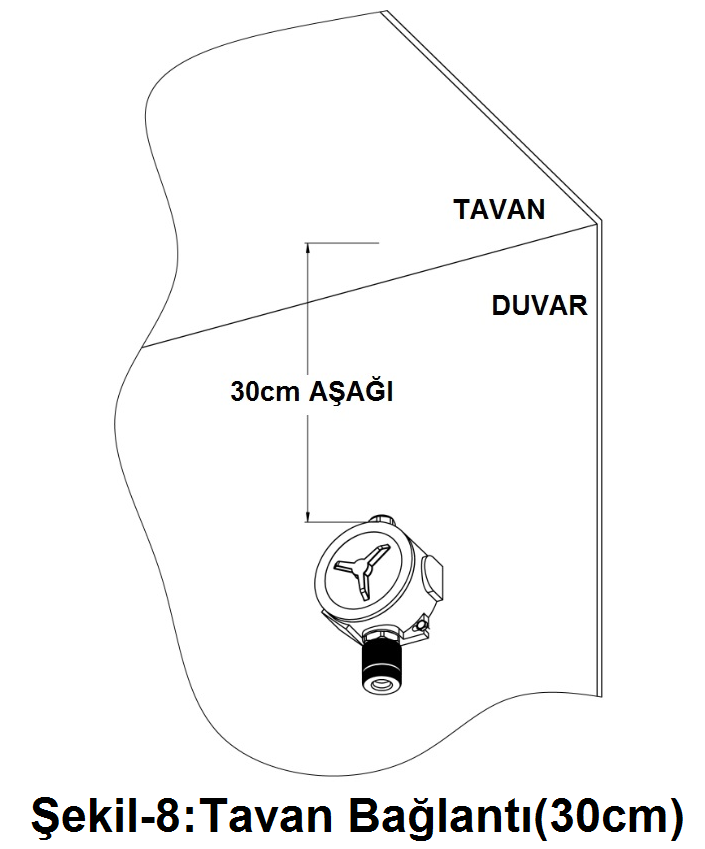 TAVAN
DUVAR
30cm AŞAĞI
Şekil-8:Tavan Bağlantı(30cm)